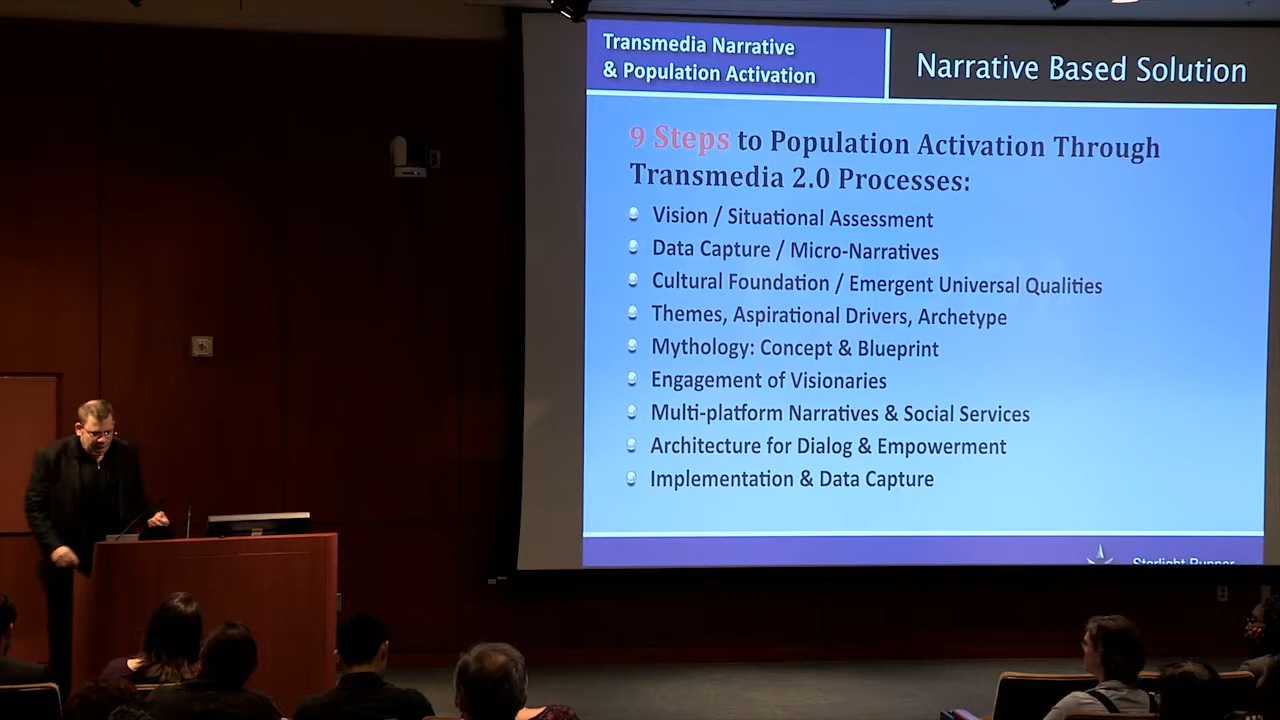 Transmedia Narrative
& Population Activation
Narrative Based Solution
9 Steps to Population Activation Through
Transmedia 2.0 Processes:
Vision / Situational Assessment
Data Capture / Micro-Narratives
Cultural Foundation / Emergent Universal Qualities
Themes, Aspirational Drivers, Archetype
Mythology: Concept & Blueprint
Engagement of Visionaries
Multi-platform Narratives & Social Services
Architecture for Dialog & Empowerment
Implementation & Data Capture
Starlight Runner